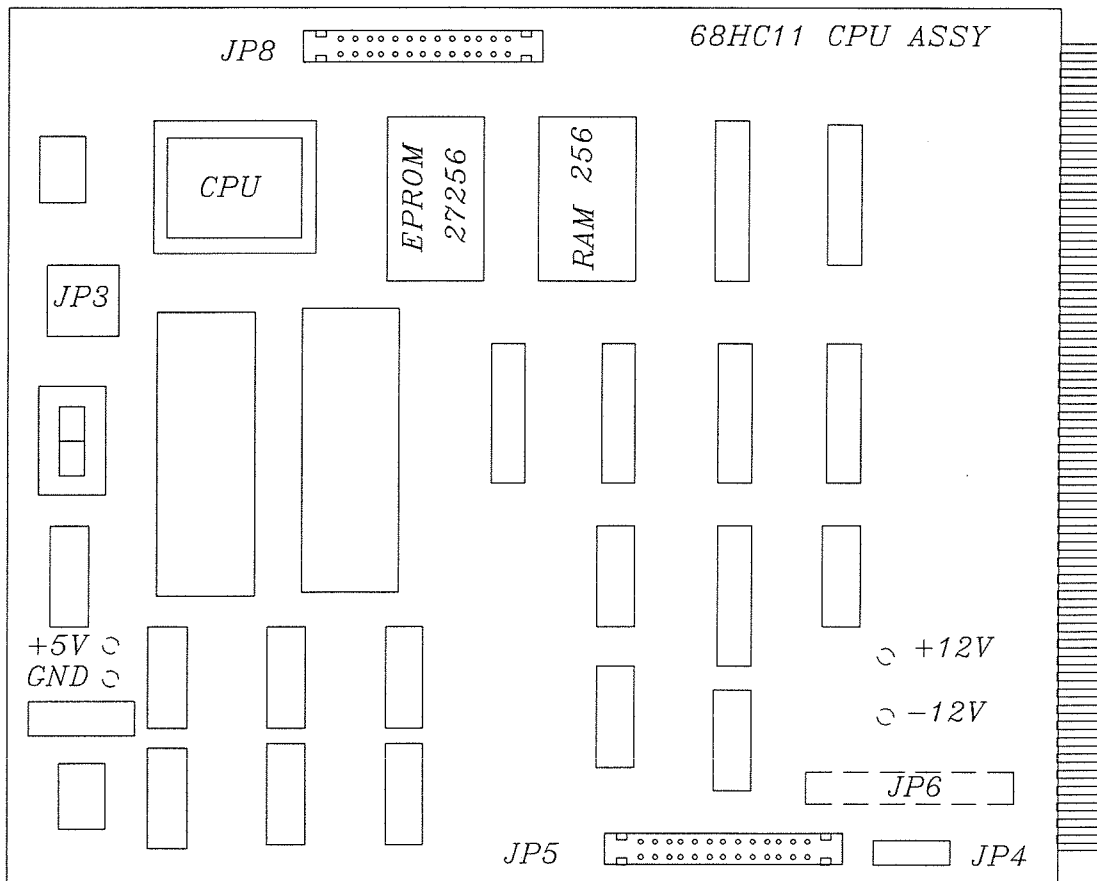 JP8
68HC11 CPU ASSY
CPU
EPROM
27256
RAM 256
JP3
+5V
GND
+12V
-12V
JP6
JP5
JP4